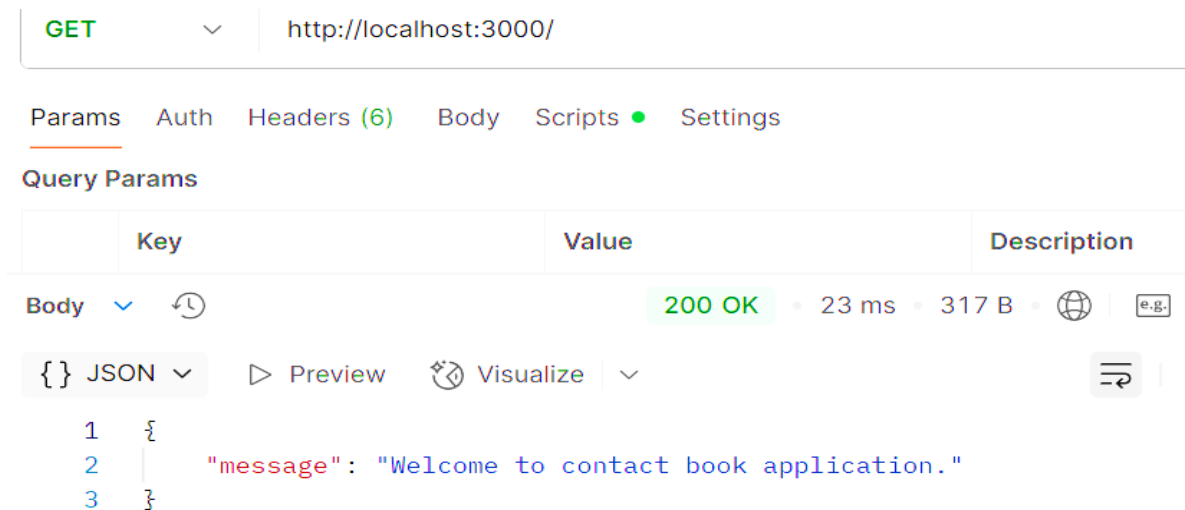 GET http://localhost:3000/
Params Auth Headers (6) Body Scripts Settings
Query Params
Key Value Description
Body 200 OK 23 ms 317 B e.g.
{} JSON Preview Visualize
1 {
2 "message": "Welcome to contact book application."
3 }